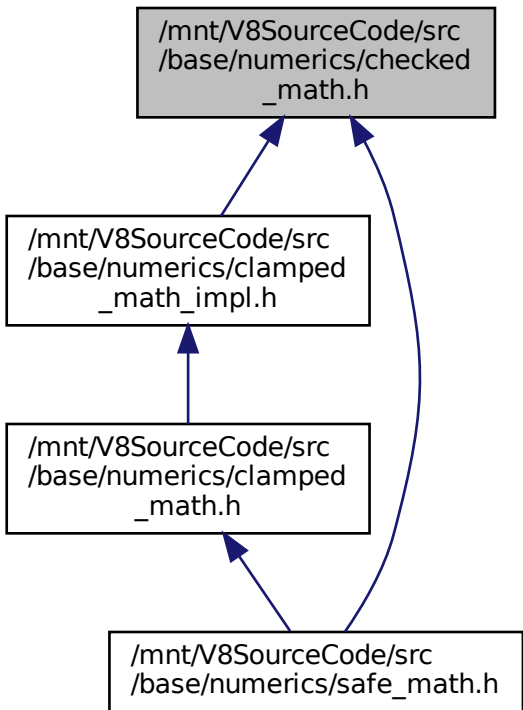 /mnt/V8SourceCode/src
/base/numerics/checked
_math.h
/mnt/V8SourceCode/src
/base/numerics/clamped
_math_impl.h
/mnt/V8SourceCode/src
/base/numerics/clamped
_math.h
/mnt/V8SourceCode/src
/base/numerics/safe_math.h